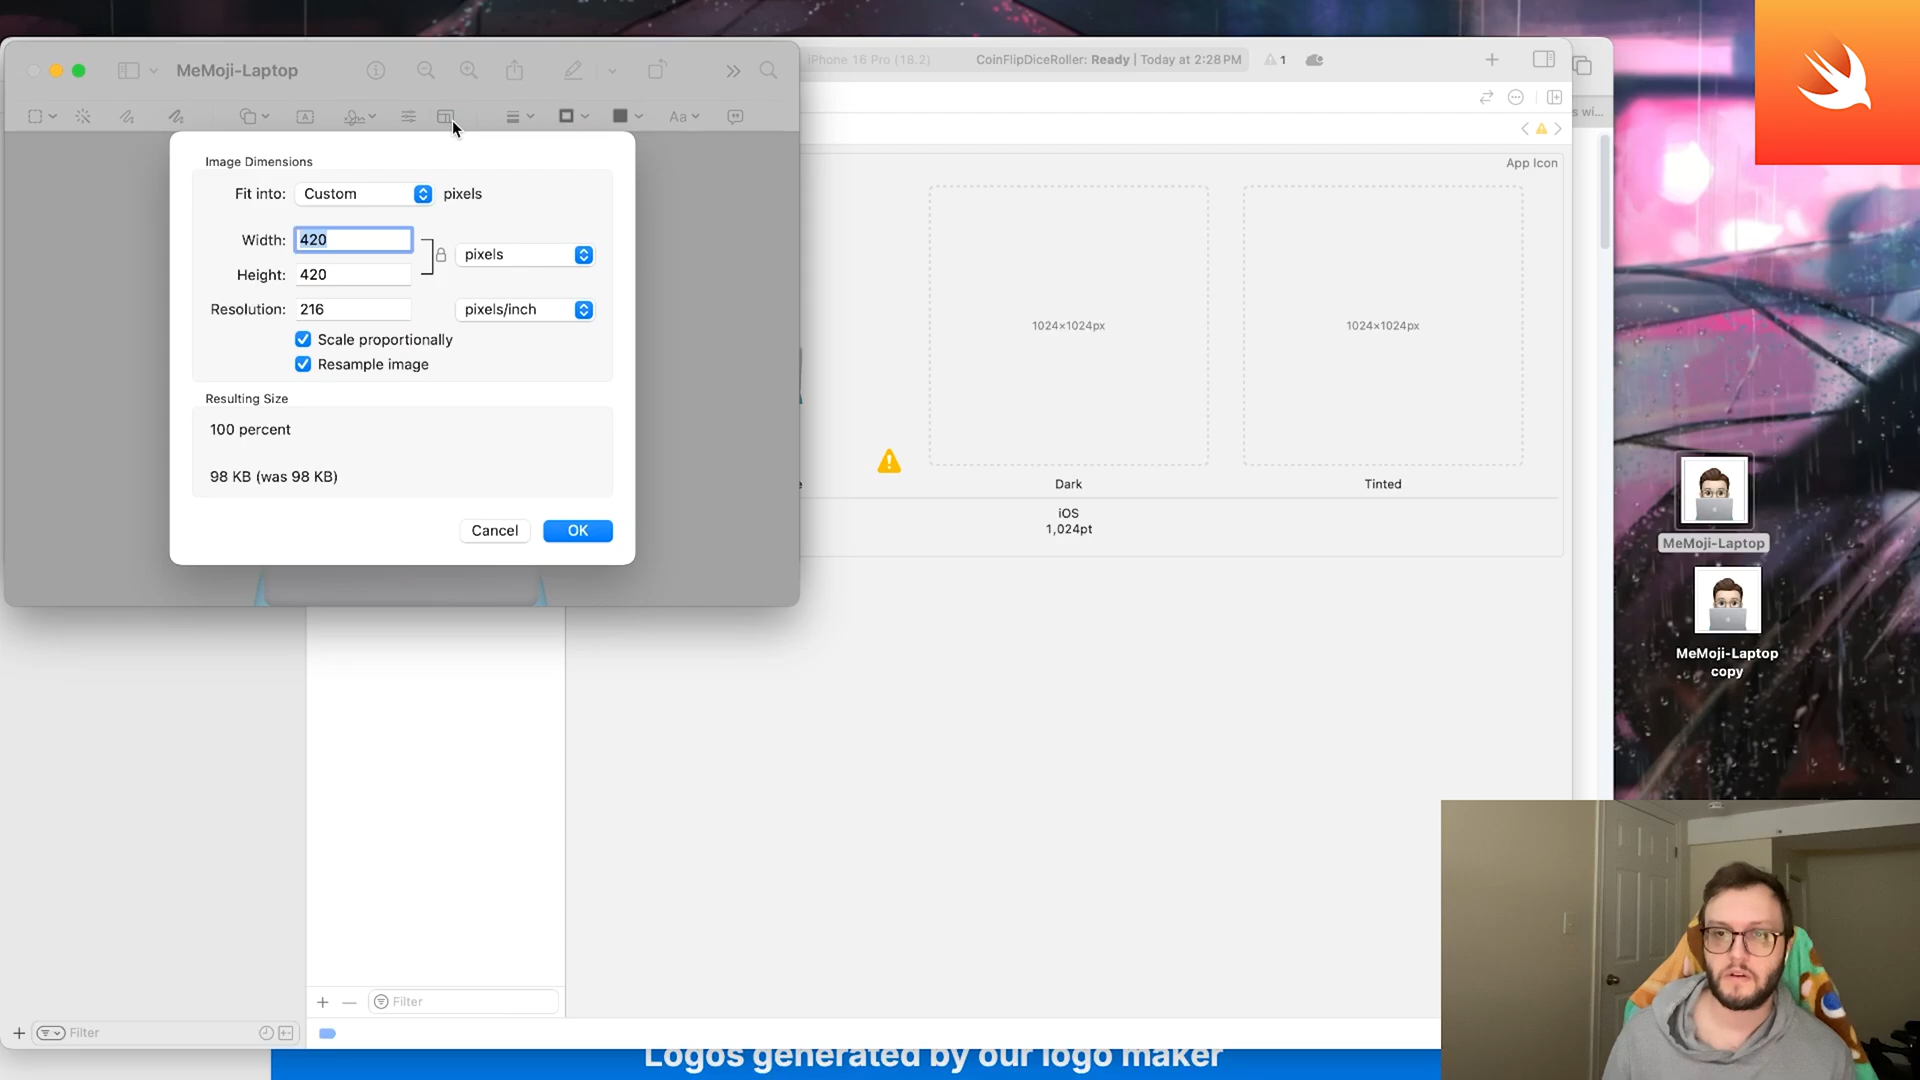 MeMoji-Laptop
iPhone 16 Pro (18.2)
CoinFlipDiceRoller: Ready | Today at 2:28 PM
1
Aa
s wi...
Image Dimensions
Fit into: Custom pixels
Width: 420
pixels
Height: 420
Resolution: 216 pixels/inch
Scale proportionally
Resample image
Resulting Size
100 percent
98 KB (was 98 KB)
Cancel OK
App Icon
1024×1024px 1024×1024px
e
Dark Tinted
iOS
1,024pt
MeMoji-Laptop
MeMoji-Laptop
copy
Filter
Filter
Logos generated by our logo maker